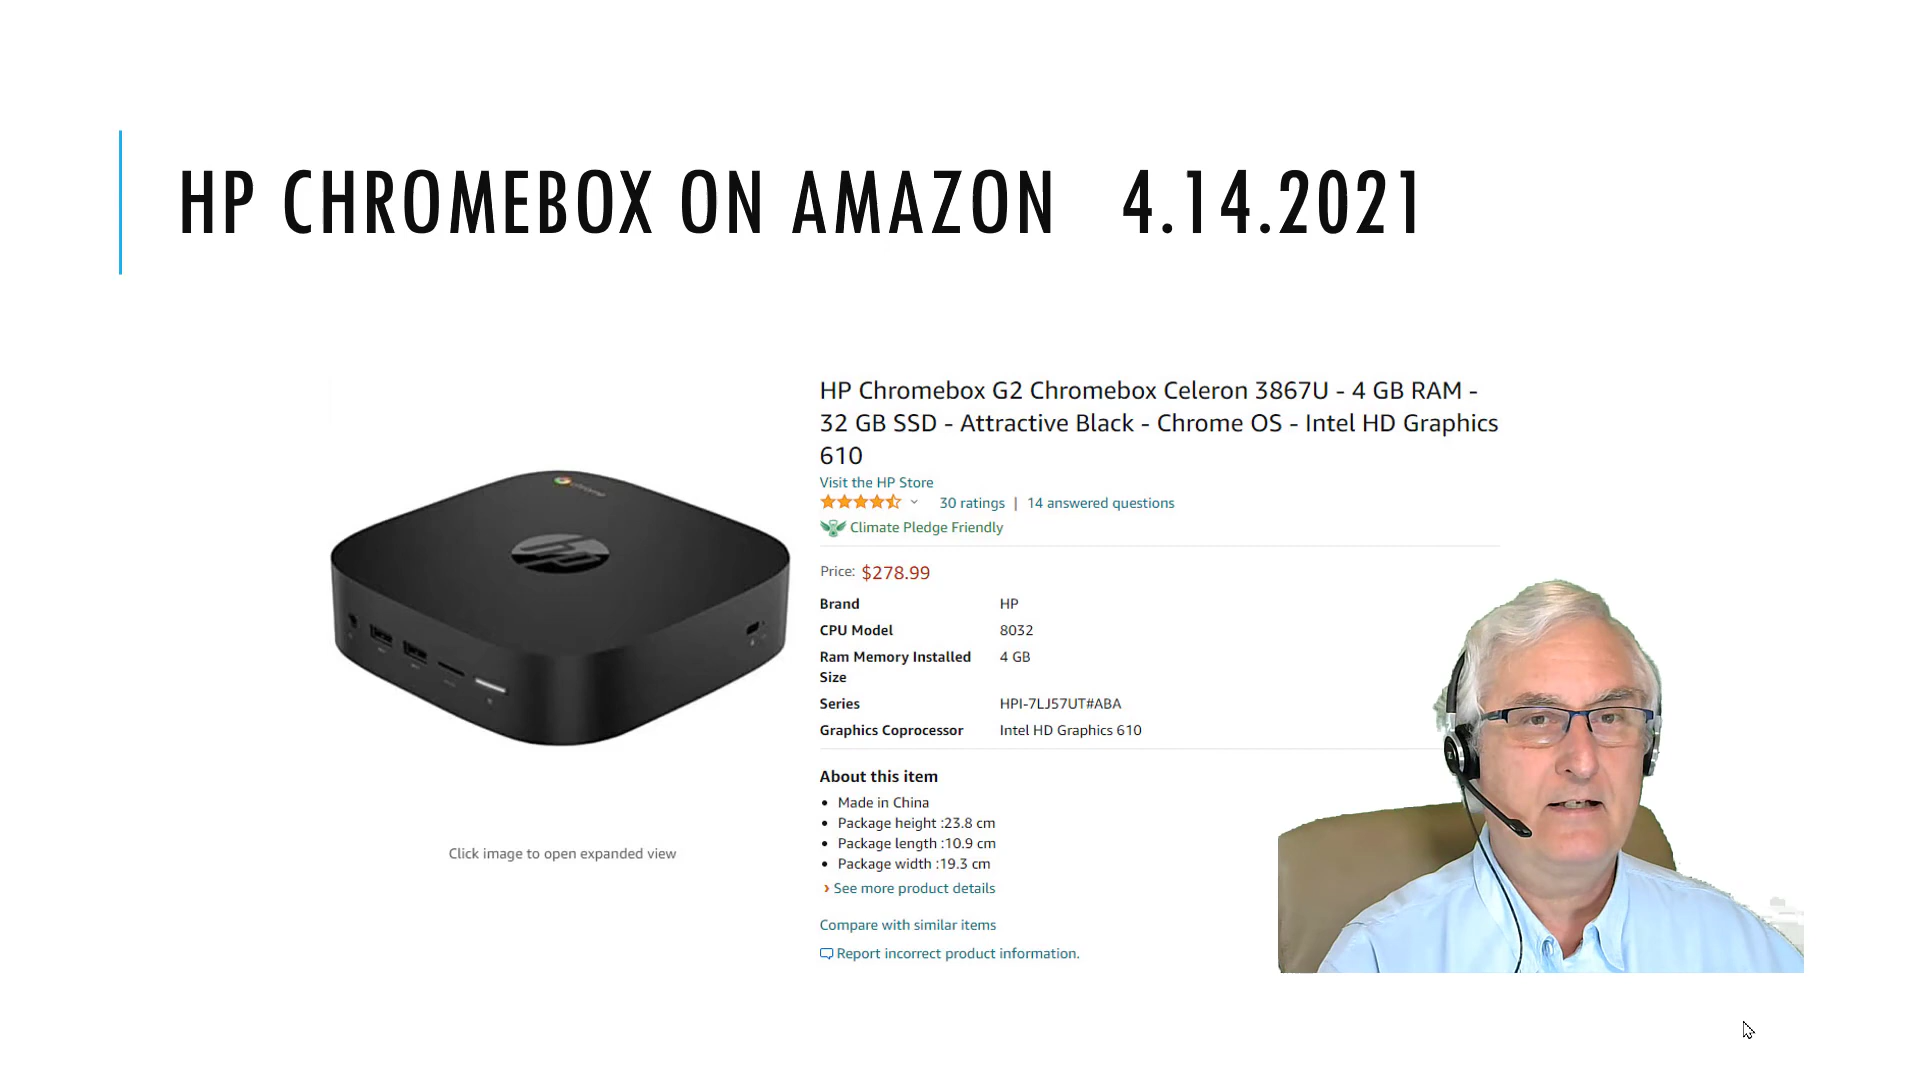 HP CHROMEBOX ON AMAZON 4.14.2021
HP Chromebox G2 Chromebox Celeron 3867U - 4 GB RAM -
32 GB SSD - Attractive Black - Chrome OS - Intel HD Graphics
610
Visit the HP Store
30 ratings | 14 answered questions
Climate Pledge Friendly
Price: $278.99
Brand HP
CPU Model 8032
Ram Memory Installed 4 GB
Size
Series HPI-7LJ57UT#ABA
Graphics Coprocessor Intel HD Graphics 610
About this item
• Made in China
• Package height :23.8 cm
• Package length :10.9 cm
• Package width :19.3 cm
› See more product details
Compare with similar items
Report incorrect product information.
chrome
hp
Click image to open expanded view